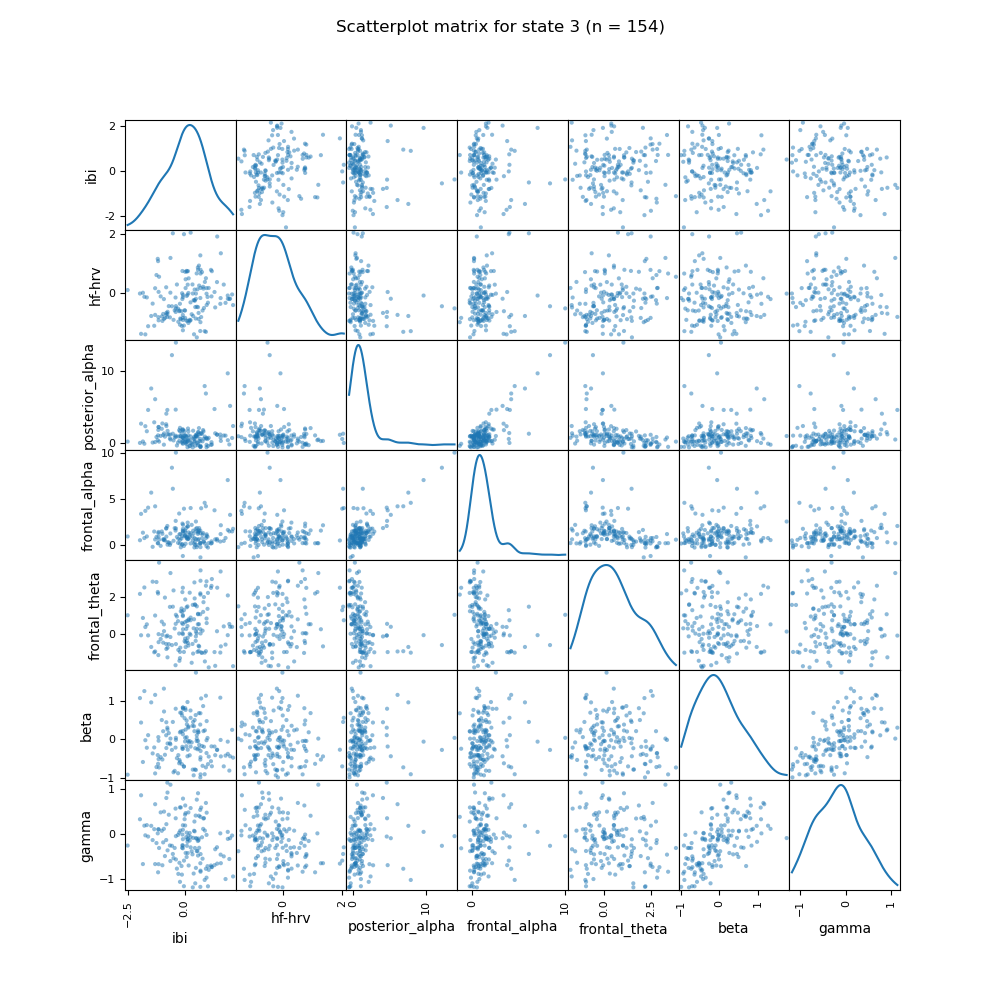 Scatterplot matrix for state 3 (n = 154)
ibi
2
0
-2
hf-hrv
2
0
posterior_alpha
10
0
frontal_alpha
10
5
0
frontal_theta
2
0
beta
1
0
−1
gamma
1
0
−1
−2.5
0.0
0
2
0
10
0
10
0.0
2.5
−1
0
1
−1
0
1
ibi
hf-hrv
posterior_alpha
frontal_alpha
frontal_theta
beta
gamma